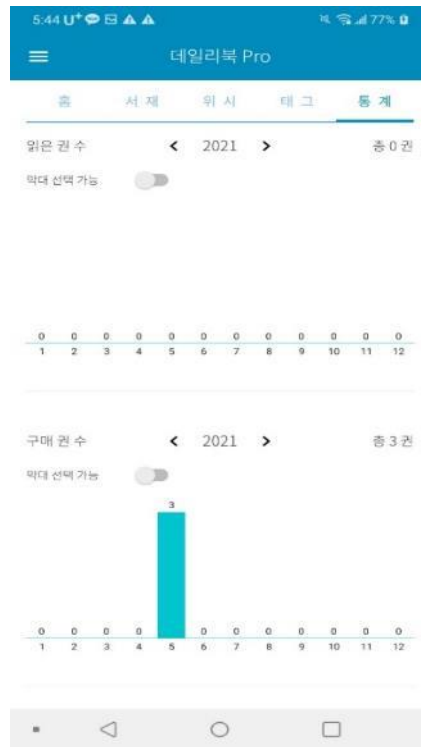 5:44 U+ 77%
데일리북 Pro
홈 서재 위시 태그 통계
읽은 권 수 < 2021 > 총 0 권
막대 선택 가능
0 0 0 0 0 0 0 0 0 0 0 0
1 2 3 4 5 6 7 8 9 10 11 12
구매 권 수 < 2021 > 총 3 권
막대 선택 가능
3
0 0 0 0 0 0 0 0 0 0 0
1 2 3 4 5 6 7 8 9 10 11 12